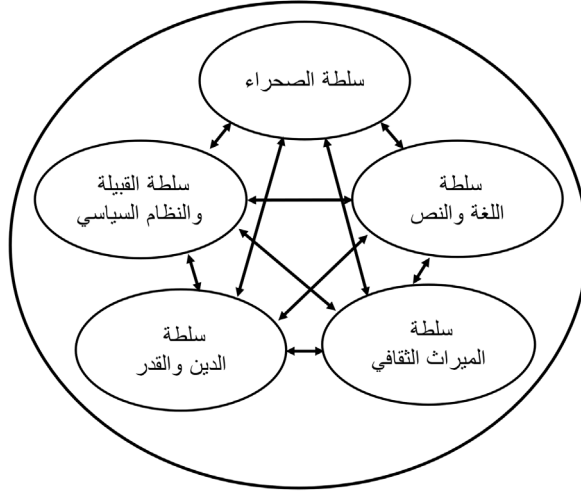 سلطة الصحراء
سلطة
اللغة والنص
سلطة القبيلة
والنظام السياسي
سلطة
الميراث الثقافي
سلطة
الدين والقدر